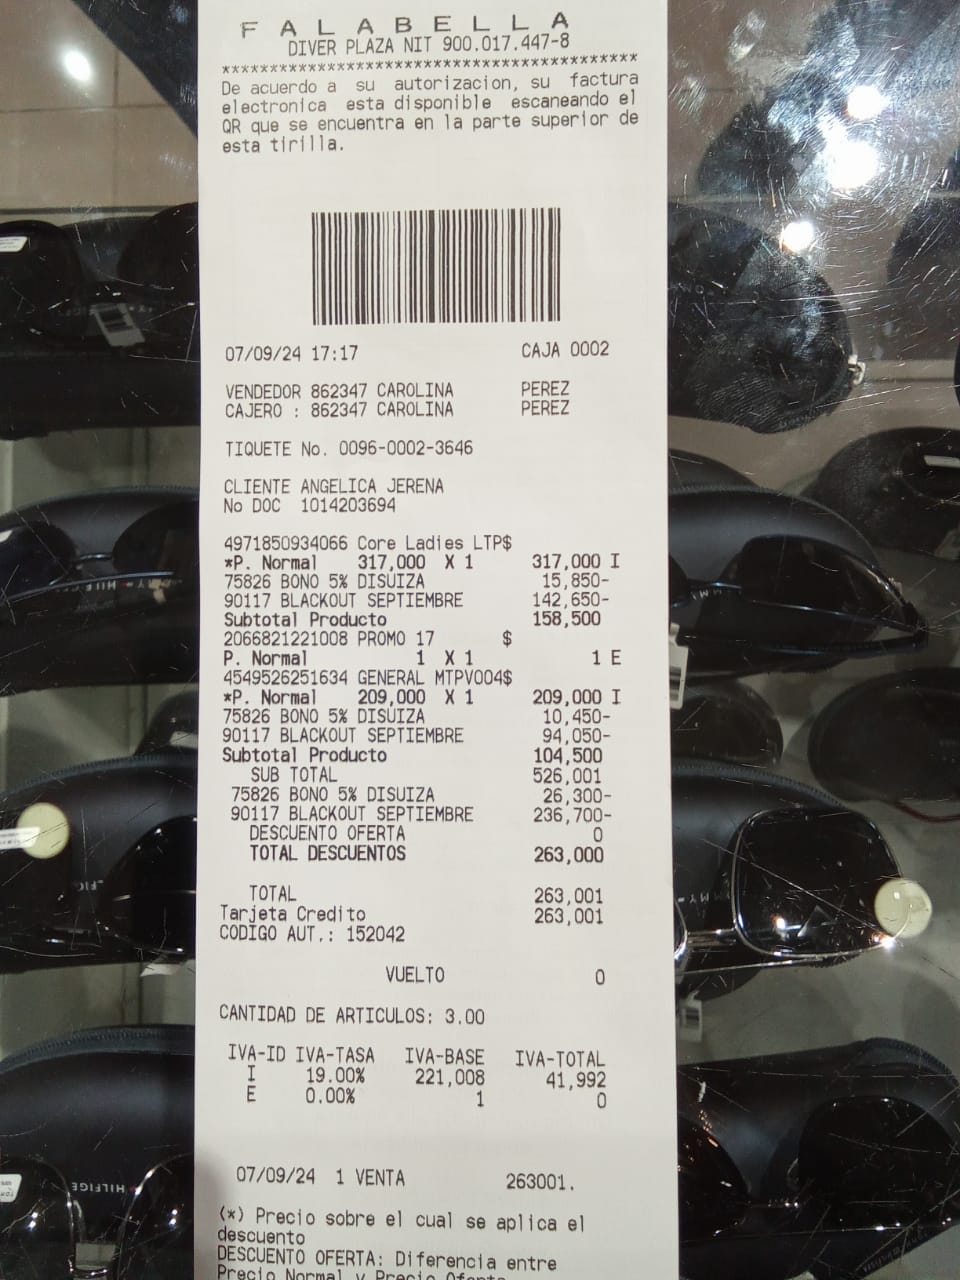 FALABELLA
DIVER PLAZA NIT 900.017.447-8
****************************************
De acuerdo a su autorizacion, su factura
electronica esta disponible escaneando el
QR que se encuentra en la parte superior de
esta tirilla.
07/09/24 17:17 CAJA 0002
VENDEDOR 862347 CAROLINA PEREZ
CAJERO : 862347 CAROLINA PEREZ
TIQUETE No. 0096-0002-3646
CLIENTE ANGELICA JERENA
No DOC 1014203694
4971850934066 Core Ladies LTP$
*P. Normal 317,000 X 1 317,000 I
75826 BONO 5% DISUIZA 15,850-
90117 BLACKOUT SEPTIEMBRE 142,650-
Subtotal Producto 158,500
2066821221008 PROMO 17 $
P. Normal 1 X 1 1 E
4549526251634 GENERAL MTPV004$
*P. Normal 209,000 X 1 209,000 I
75826 BONO 5% DISUIZA 10,450-
90117 BLACKOUT SEPTIEMBRE 94,050-
Subtotal Producto 104,500
SUB TOTAL 526,001
75826 BONO 5% DISUIZA 26,300-
90117 BLACKOUT SEPTIEMBRE 236,700-
DESCUENTO OFERTA 0
TOTAL DESCUENTOS 263,000
TOTAL 263,001
Tarjeta Credito 263,001
CODIGO AUT.: 152042
VUELTO 0
CANTIDAD DE ARTICULOS: 3.00
IVA-ID IVA-TASA IVA-BASE IVA-TOTAL
I 19.00% 221,008 41,992
E 0.00% 1 0
07/09/24 1 VENTA 263001.
(*) Precio sobre el cual se aplica el
descuento
DESCUENTO OFERTA: Diferencia entre
Precio Normal y Precio Oferta
HILFIGER